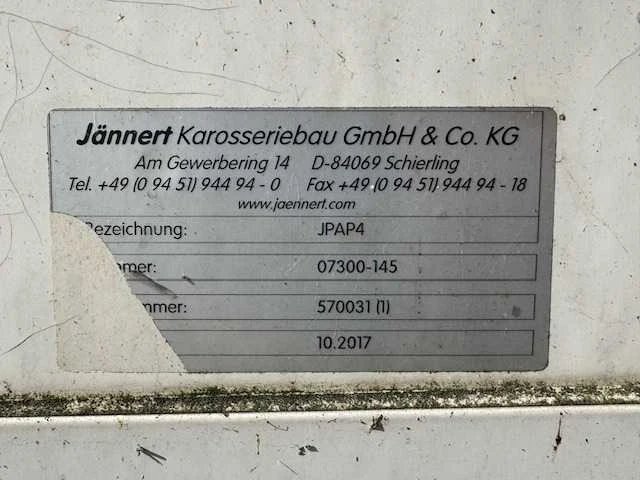 Jännert Karosseriebau GmbH & Co. KG
Am Gewerbering 14 D-84069 Schierling
Tel. +49 (0 94 51) 944 94 - 0 Fax +49 (0 94 51) 944 94 - 18
www.jaennert.com
Bezeichnung: JPAP4
mmer: 07300-145
mmer: 570031 (1)
10.2017